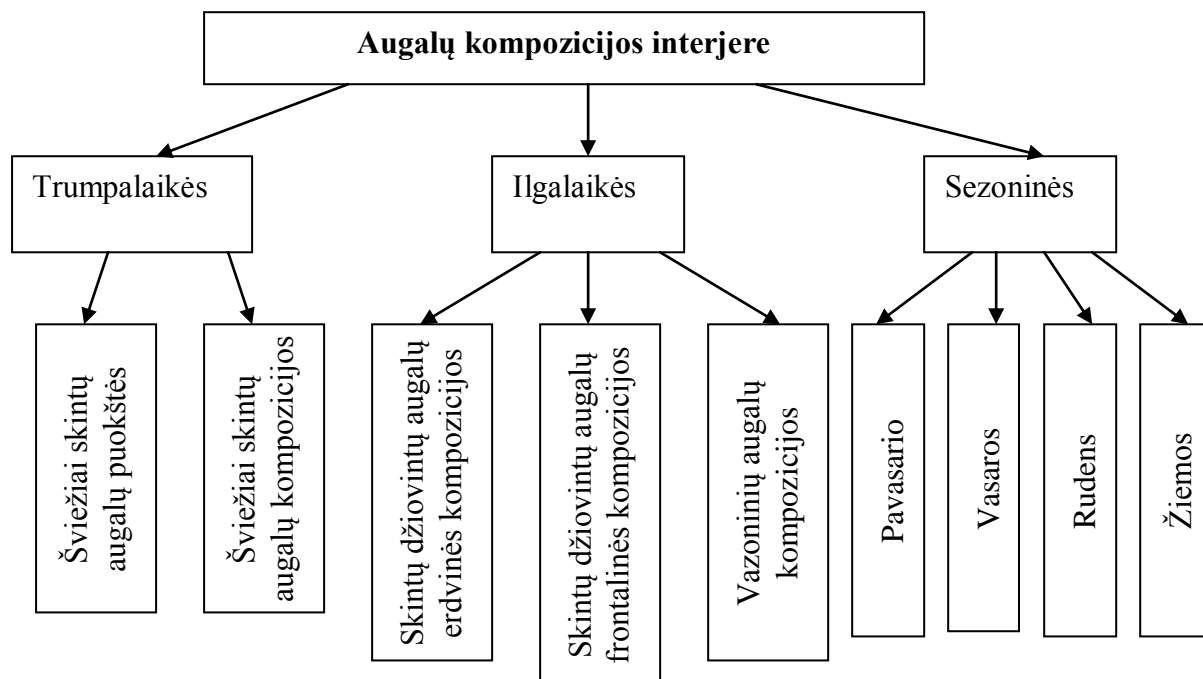 Augalų kompozicijos interjere
Trumpalaikės
Ilgalaikės
Sezoninės
Šviežiai skintų
augalų puokštės
Šviežiai skintų
augalų kompozicijos
Skintų džiovintų augalų
erdvinės kompozicijos
Skintų džiovintų augalų
frontalinės kompozicijos
Vazoninių augalų
kompozicijos
Pavasario
Vasaros
Rudens
Žiemos